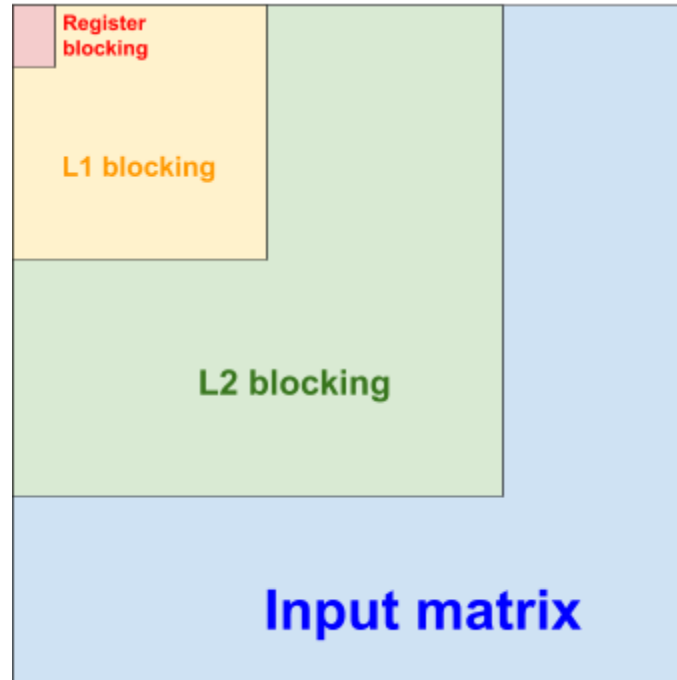 Register
blocking
L1 blocking
L2 blocking
Input matrix